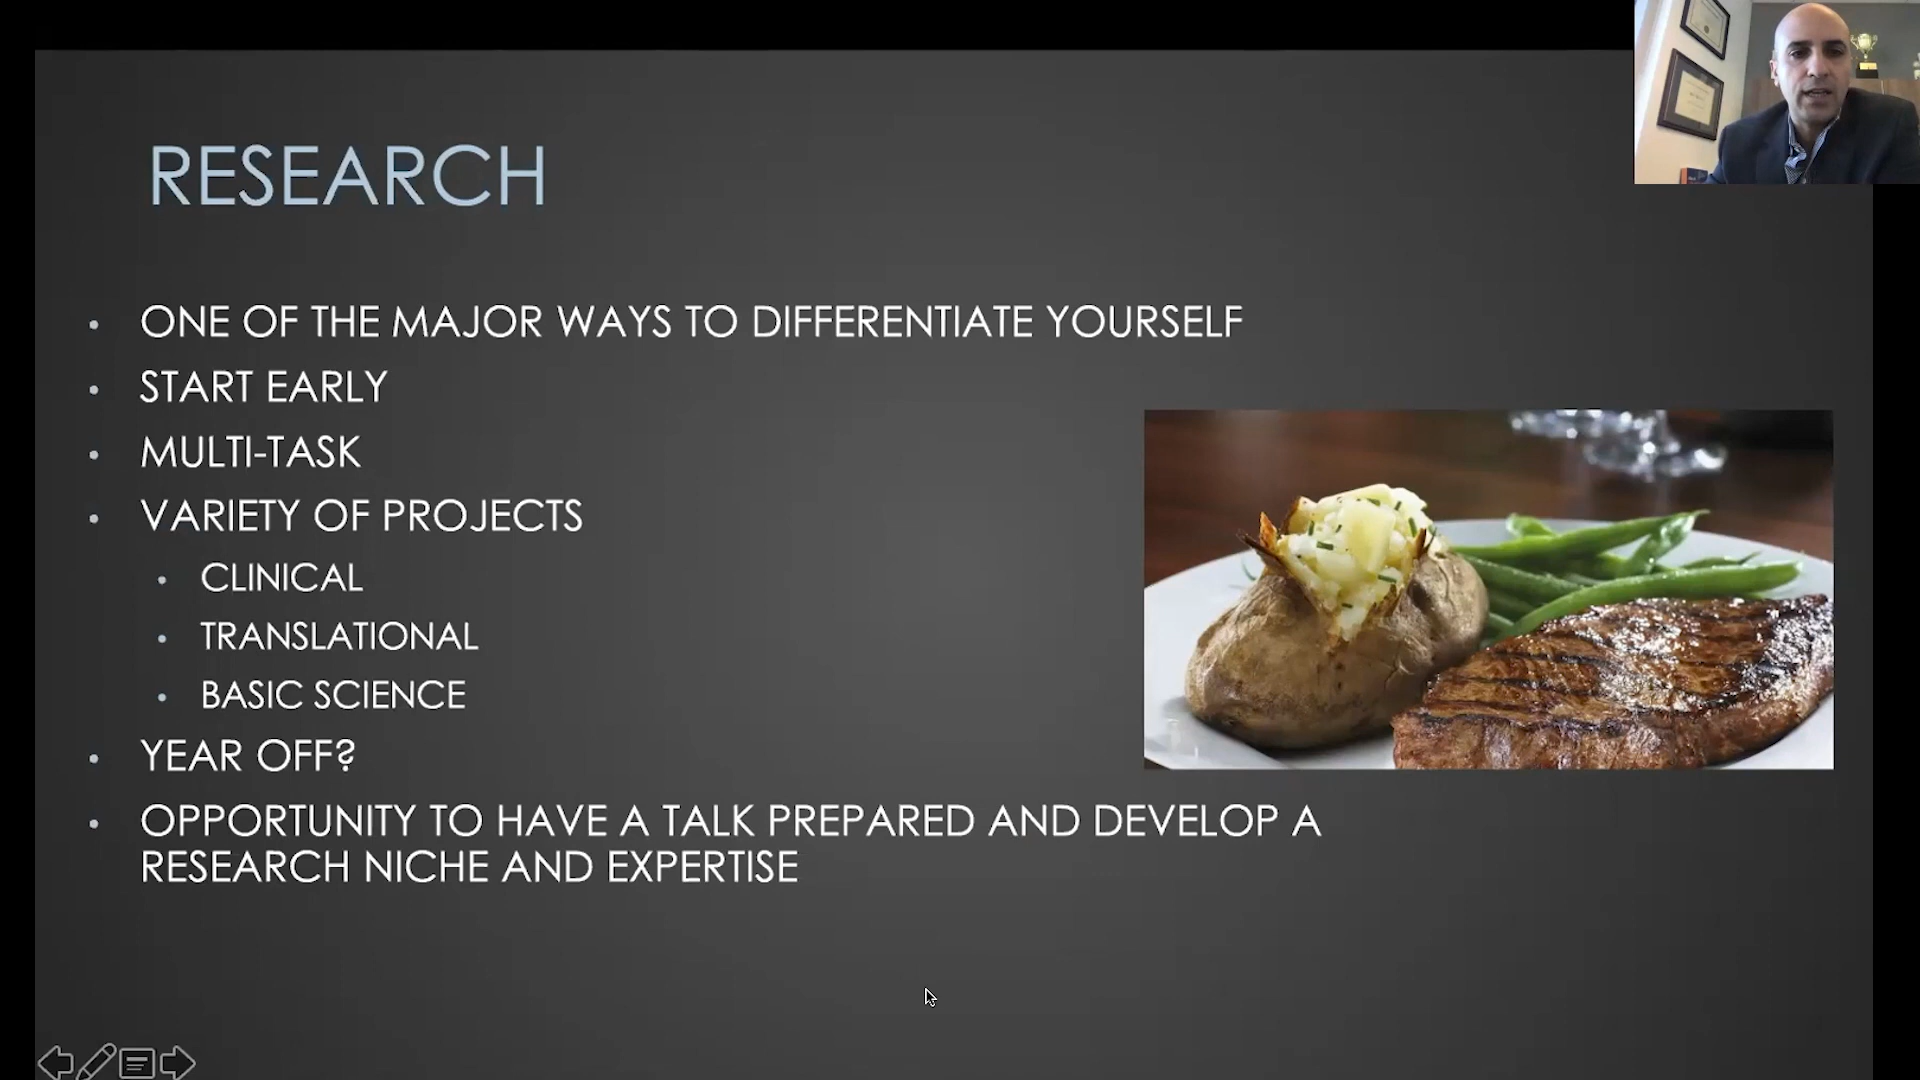 RESEARCH
• ONE OF THE MAJOR WAYS TO DIFFERENTIATE YOURSELF
• START EARLY
• MULTI-TASK
• VARIETY OF PROJECTS
• CLINICAL
• TRANSLATIONAL
• BASIC SCIENCE
• YEAR OFF?
• OPPORTUNITY TO HAVE A TALK PREPARED AND DEVELOP A
RESEARCH NICHE AND EXPERTISE